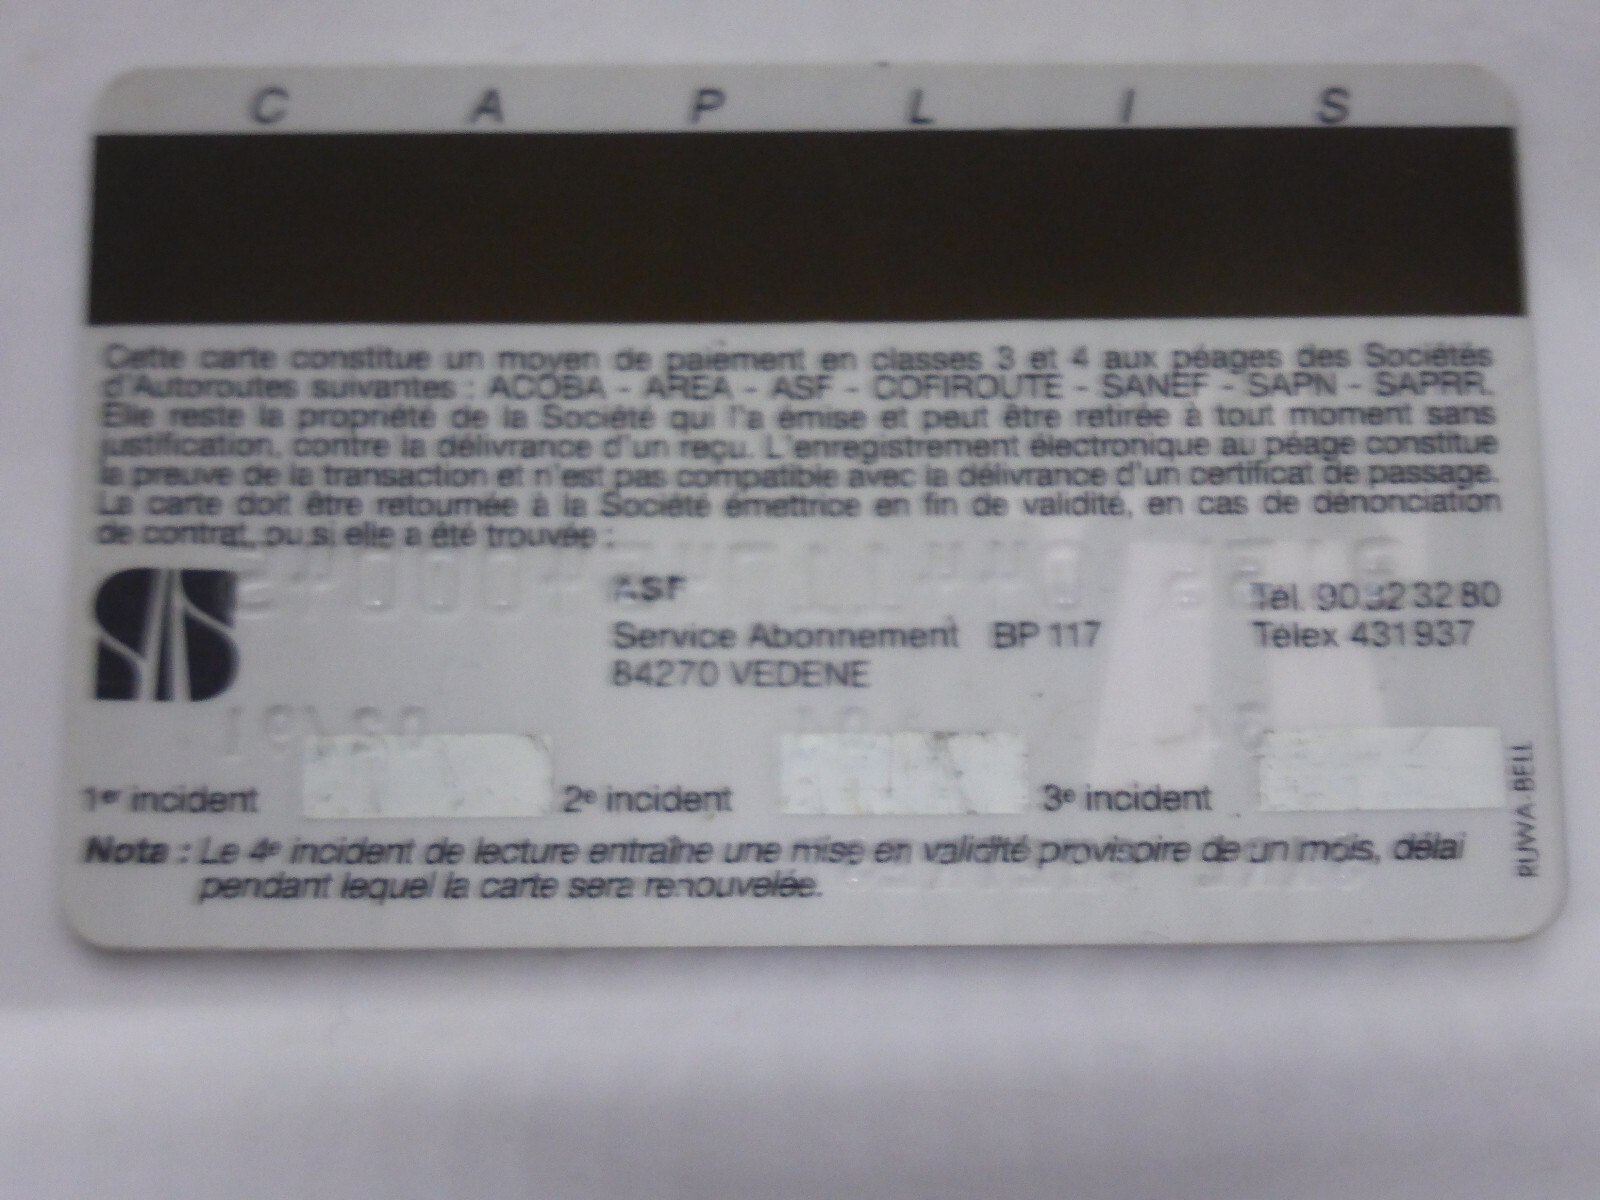 C A P L I S
Cette carte constitue un moyen de paiement en classes 3 et 4 aux péages des Sociétés
d'Autoroutes suivantes : ACOBA - AREA - ASF - COFIROUTE - SANEF - SAPN - SAPRR.
Elle reste la propriété de la Société qui l'a émise et peut être retirée à tout moment sans
justification, contre la délivrance d'un reçu. L'enregistrement électronique au péage constitue
la preuve de la transaction et n'est pas compatible avec la délivrance d'un certificat de passage.
La carte doit être retournée à la Société émettrice en fin de validité, en cas de dénonciation
de contrat, ou si elle a été trouvée :
ASF Tél. 90 32 32 80
Service Abonnement BP 117 Télex 431 937
84270 VEDENE
1er incident 2e incident 3e incident
Nota : Le 4e incident de lecture entraîne une mise en validité provisoire de un mois, délai
pendant lequel la carte sera renouvelée.
RUWA-BELL